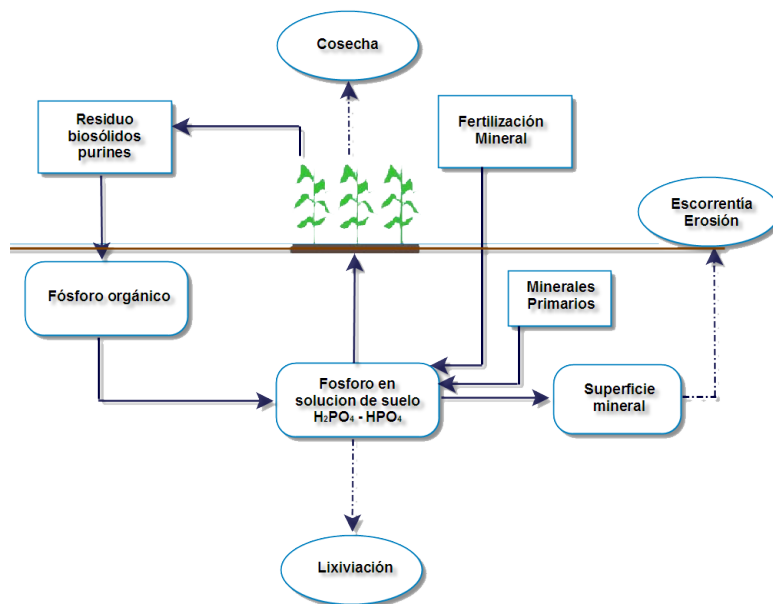 Cosecha
Residuo
biosólidos
purines
Fertilización
Mineral
Escorrentía
Erosión
Fósforo orgánico
Minerales
Primarios
Fosforo en
solucion de suelo
H₂PO₄ - HPO₄
Superficie
mineral
Lixiviación